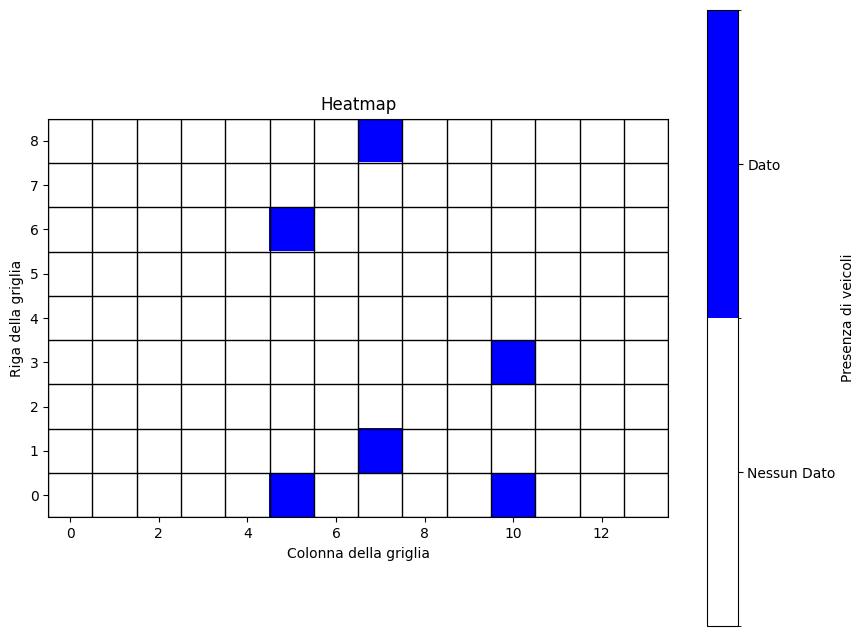 Heatmap
8
7
6
5
4
3
2
1
0
Riga della griglia
0 2 4 6 8 10 12
Colonna della griglia
Dato
Nessun Dato
Presenza di veicoli